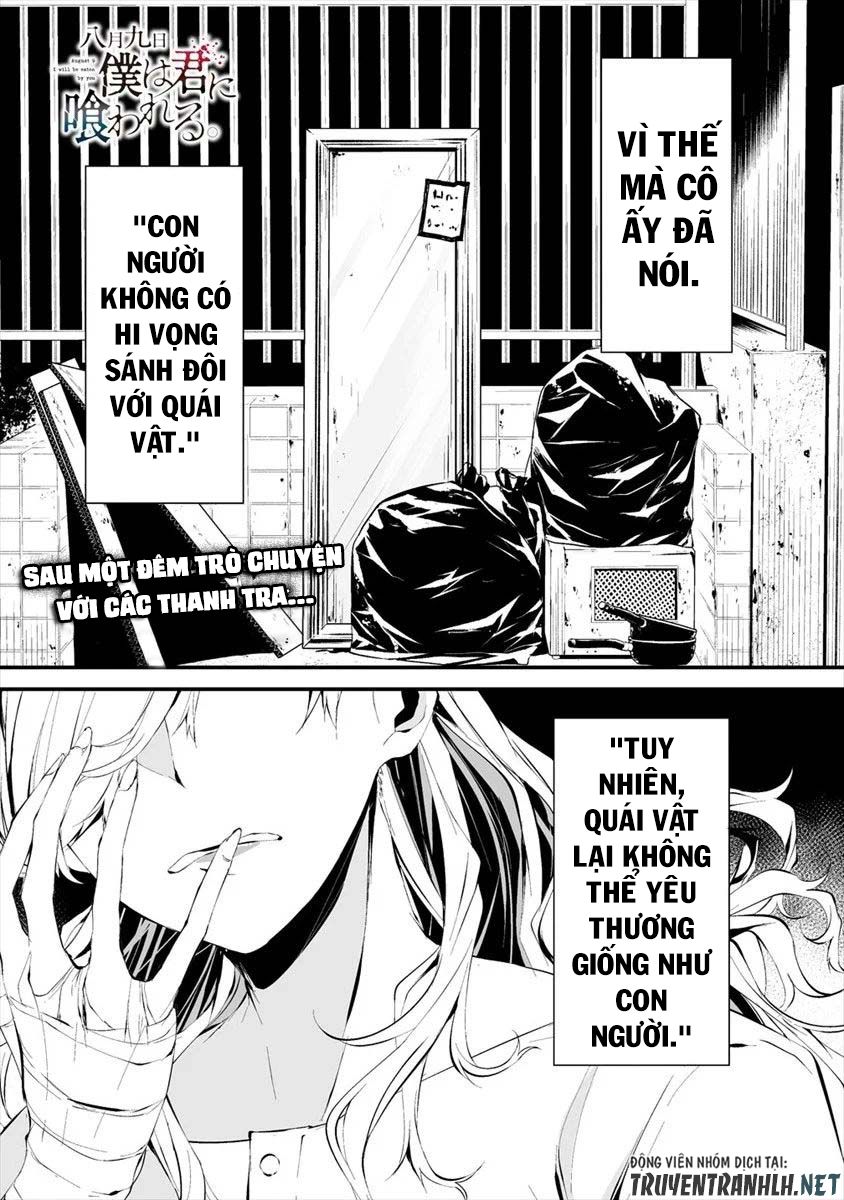 八月九日
August 9
I will be eaten
by you
僕は君に
喰われる。
VÌ THẾ
MÀ CÔ
ẤY ĐÃ
NÓI.
"CON
NGƯỜI
KHÔNG CÓ
HI VỌNG
SÁNH ĐÔI
VỚI QUÁI
VẬT."
SAU MỘT ĐÊM TRÒ CHUYỆN
VỚI CÁC THANH TRA...
"TUY
NHIÊN,
QUÁI VẬT
LẠI KHÔNG
THỂ YÊU
THƯƠNG
GIỐNG NHƯ
CON
NGƯỜI."
ĐỘNG VIÊN NHÓM DỊCH TẠI:
TRUYENTRANHLH.NET